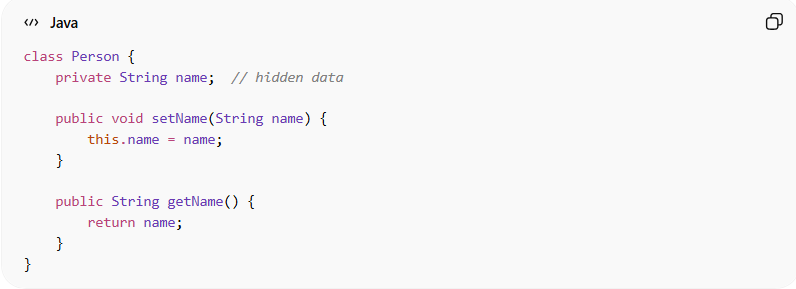 </> Java
class Person {
    private String name;  // hidden data

    public void setName(String name) {
        this.name = name;
    }

    public String getName() {
        return name;
    }
}